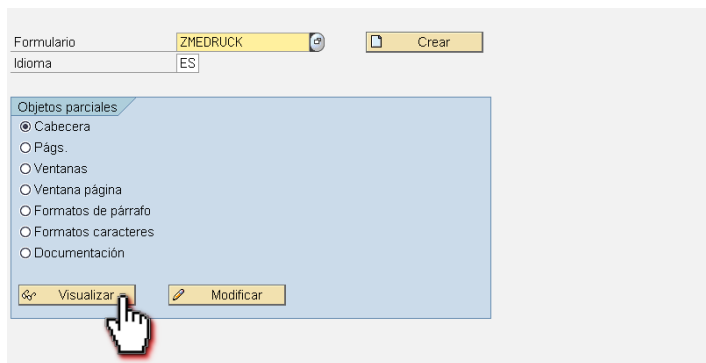 Formulario ZMEDRUCK Crear
Idioma ES
Objetos parciales
Cabecera
Págs.
Ventanas
Ventana página
Formatos de párrafo
Formatos caracteres
Documentación
Visualizar Modificar